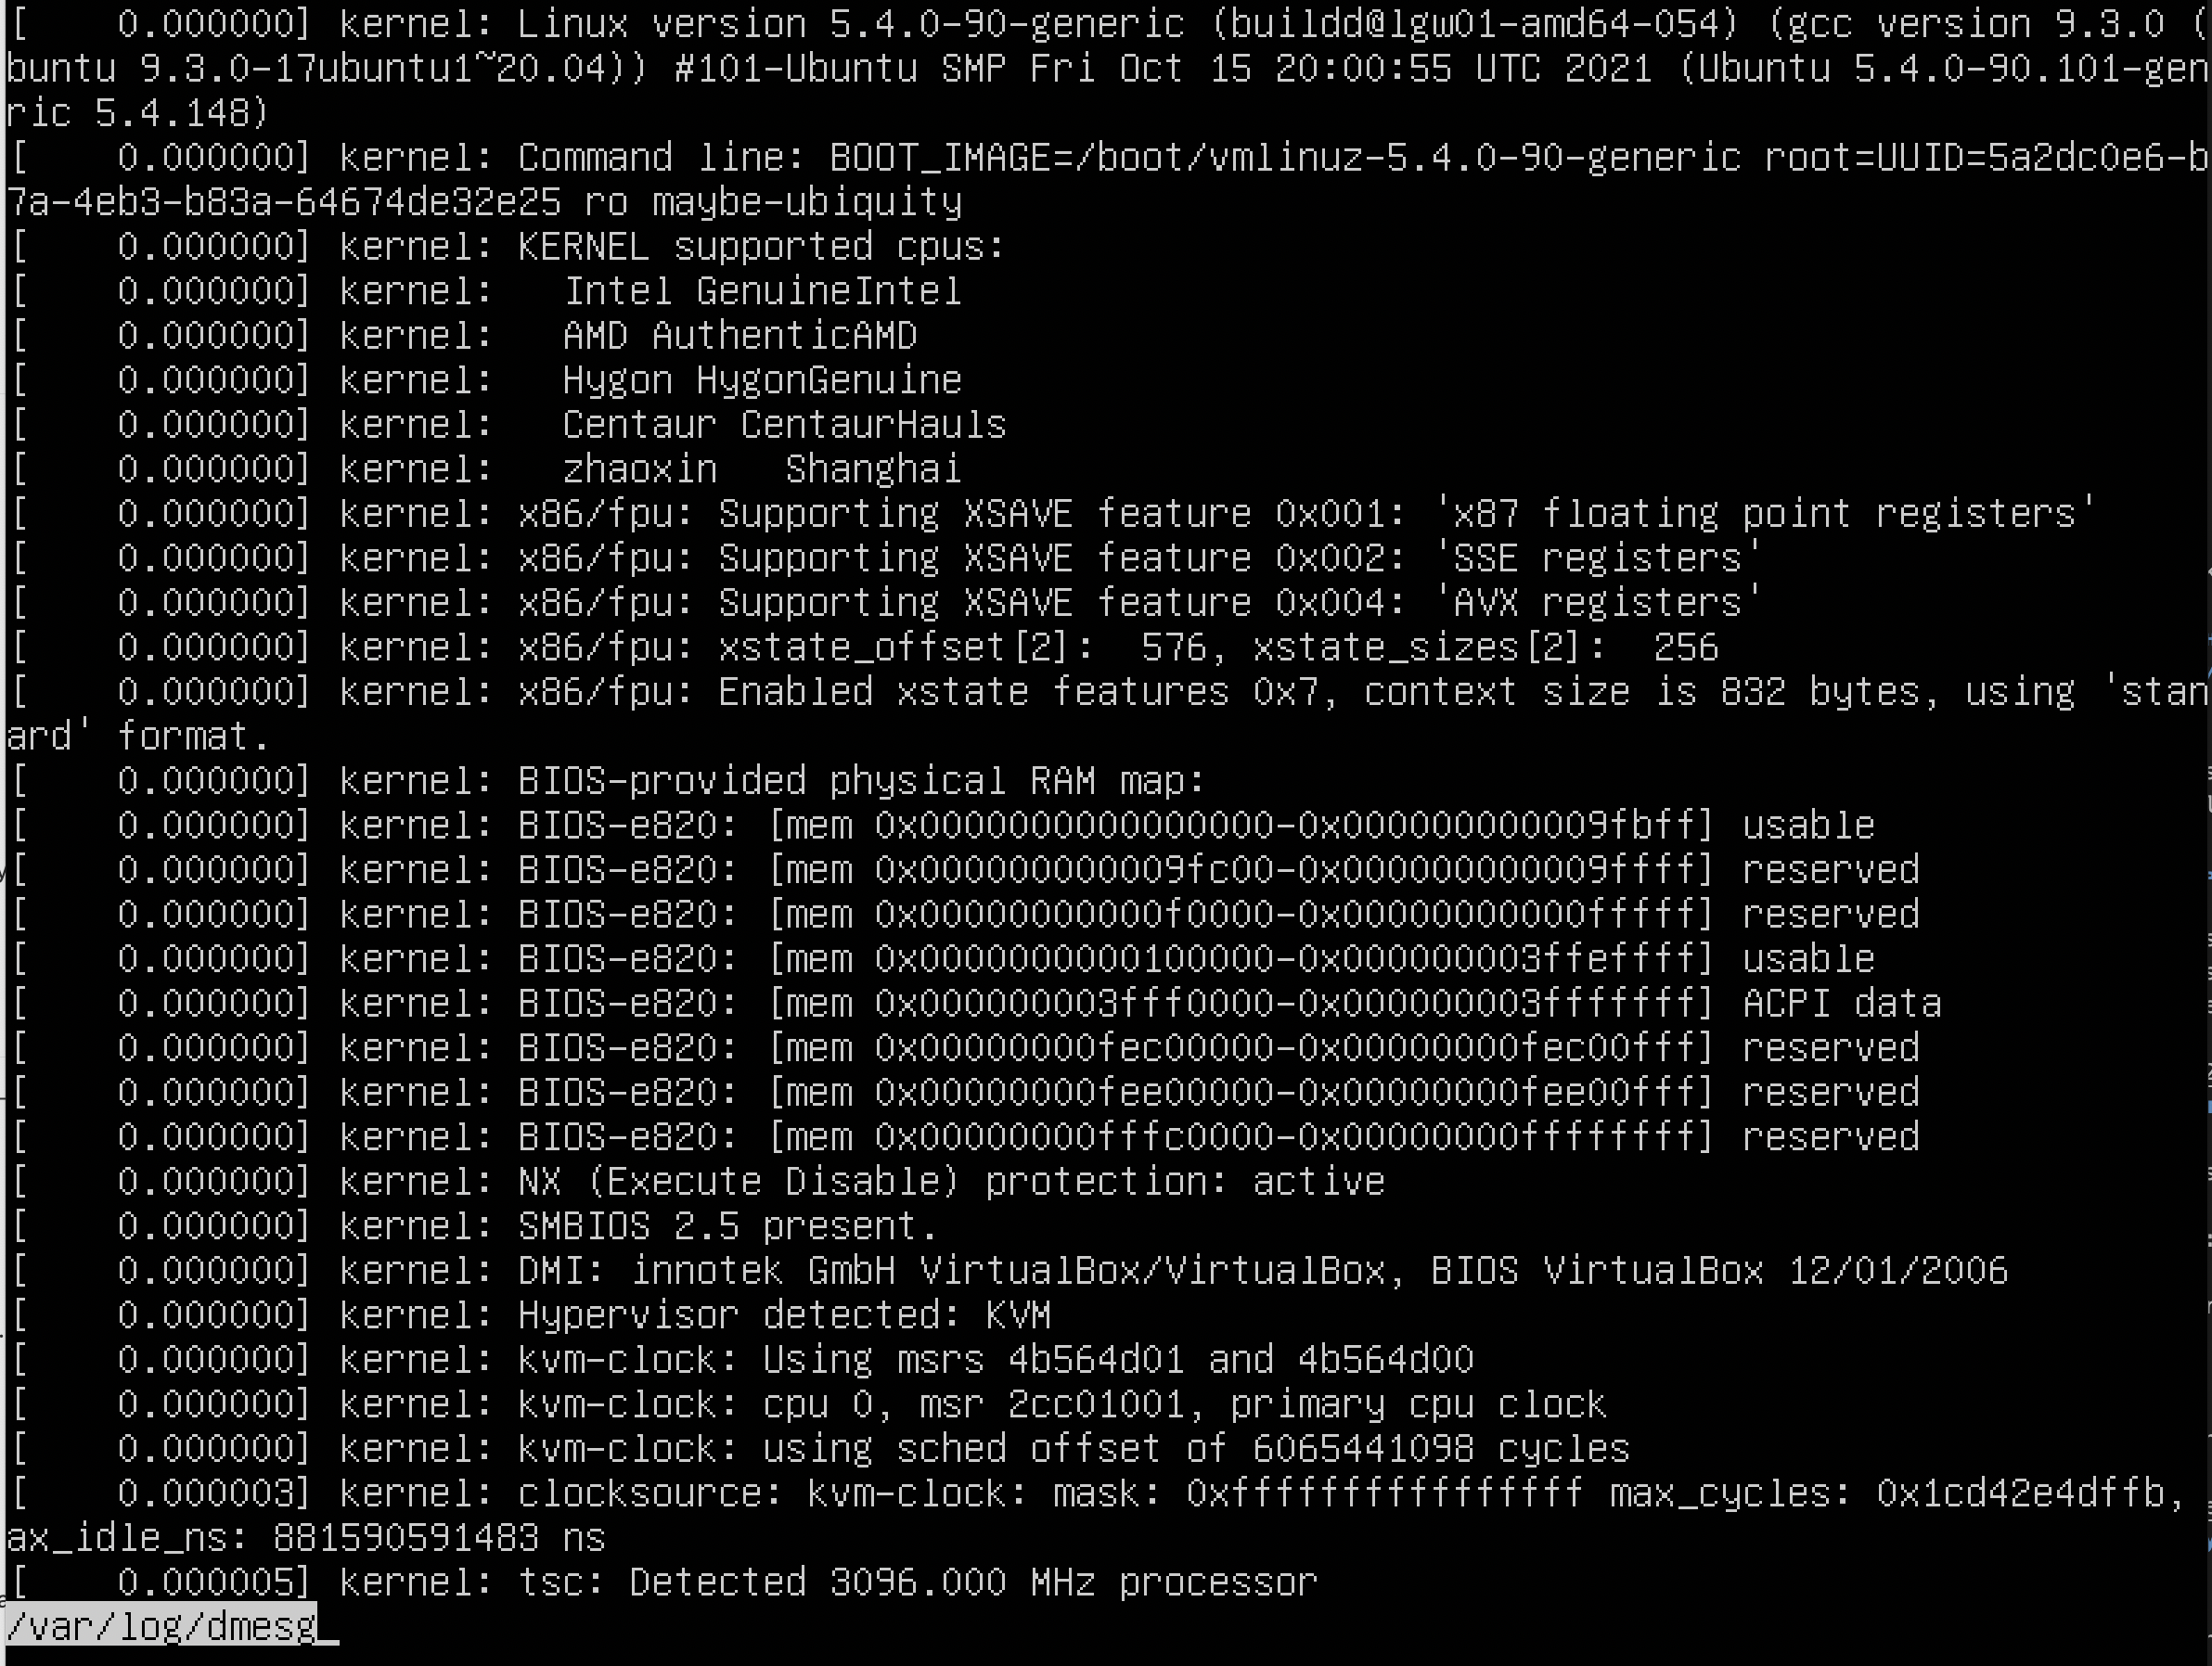 [    0.000000] kernel: Linux version 5.4.0-90-generic (buildd@lgw01-amd64-054) (gcc version 9.3.0 (
buntu 9.3.0-17ubuntu1~20.04)) #101-Ubuntu SMP Fri Oct 15 20:00:55 UTC 2021 (Ubuntu 5.4.0-90.101-gen
ric 5.4.148)
[    0.000000] kernel: Command line: BOOT_IMAGE=/boot/vmlinuz-5.4.0-90-generic root=UUID=5a2dc0e6-b
7a-4eb3-b83a-64674de32e25 ro maybe-ubiquity
[    0.000000] kernel: KERNEL supported cpus:
[    0.000000] kernel:   Intel GenuineIntel
[    0.000000] kernel:   AMD AuthenticAMD
[    0.000000] kernel:   Hygon HygonGenuine
[    0.000000] kernel:   Centaur CentaurHauls
[    0.000000] kernel:   zhaoxin   Shanghai
[    0.000000] kernel: x86/fpu: Supporting XSAVE feature 0x001: 'x87 floating point registers'
[    0.000000] kernel: x86/fpu: Supporting XSAVE feature 0x002: 'SSE registers'
[    0.000000] kernel: x86/fpu: Supporting XSAVE feature 0x004: 'AVX registers'
[    0.000000] kernel: x86/fpu: xstate_offset[2]:  576, xstate_sizes[2]:  256
[    0.000000] kernel: x86/fpu: Enabled xstate features 0x7, context size is 832 bytes, using 'stan
ard' format.
[    0.000000] kernel: BIOS-provided physical RAM map:
[    0.000000] kernel: BIOS-e820: [mem 0x0000000000000000-0x000000000009fbff] usable
[    0.000000] kernel: BIOS-e820: [mem 0x000000000009fc00-0x000000000009ffff] reserved
[    0.000000] kernel: BIOS-e820: [mem 0x00000000000f0000-0x00000000000fffff] reserved
[    0.000000] kernel: BIOS-e820: [mem 0x0000000000100000-0x000000003ffeffff] usable
[    0.000000] kernel: BIOS-e820: [mem 0x000000003fff0000-0x000000003fffffff] ACPI data
[    0.000000] kernel: BIOS-e820: [mem 0x00000000fec00000-0x00000000fec00fff] reserved
[    0.000000] kernel: BIOS-e820: [mem 0x00000000fee00000-0x00000000fee00fff] reserved
[    0.000000] kernel: BIOS-e820: [mem 0x00000000fffc0000-0x00000000ffffffff] reserved
[    0.000000] kernel: NX (Execute Disable) protection: active
[    0.000000] kernel: SMBIOS 2.5 present.
[    0.000000] kernel: DMI: innotek GmbH VirtualBox/VirtualBox, BIOS VirtualBox 12/01/2006
[    0.000000] kernel: Hypervisor detected: KVM
[    0.000000] kernel: kvm-clock: Using msrs 4b564d01 and 4b564d00
[    0.000000] kernel: kvm-clock: cpu 0, msr 2cc01001, primary cpu clock
[    0.000000] kernel: kvm-clock: using sched offset of 6065441098 cycles
[    0.000003] kernel: clocksource: kvm-clock: mask: 0xffffffffffffffff max_cycles: 0x1cd42e4dffb,
ax_idle_ns: 881590591483 ns
[    0.000005] kernel: tsc: Detected 3096.000 MHz processor
/var/log/dmesg